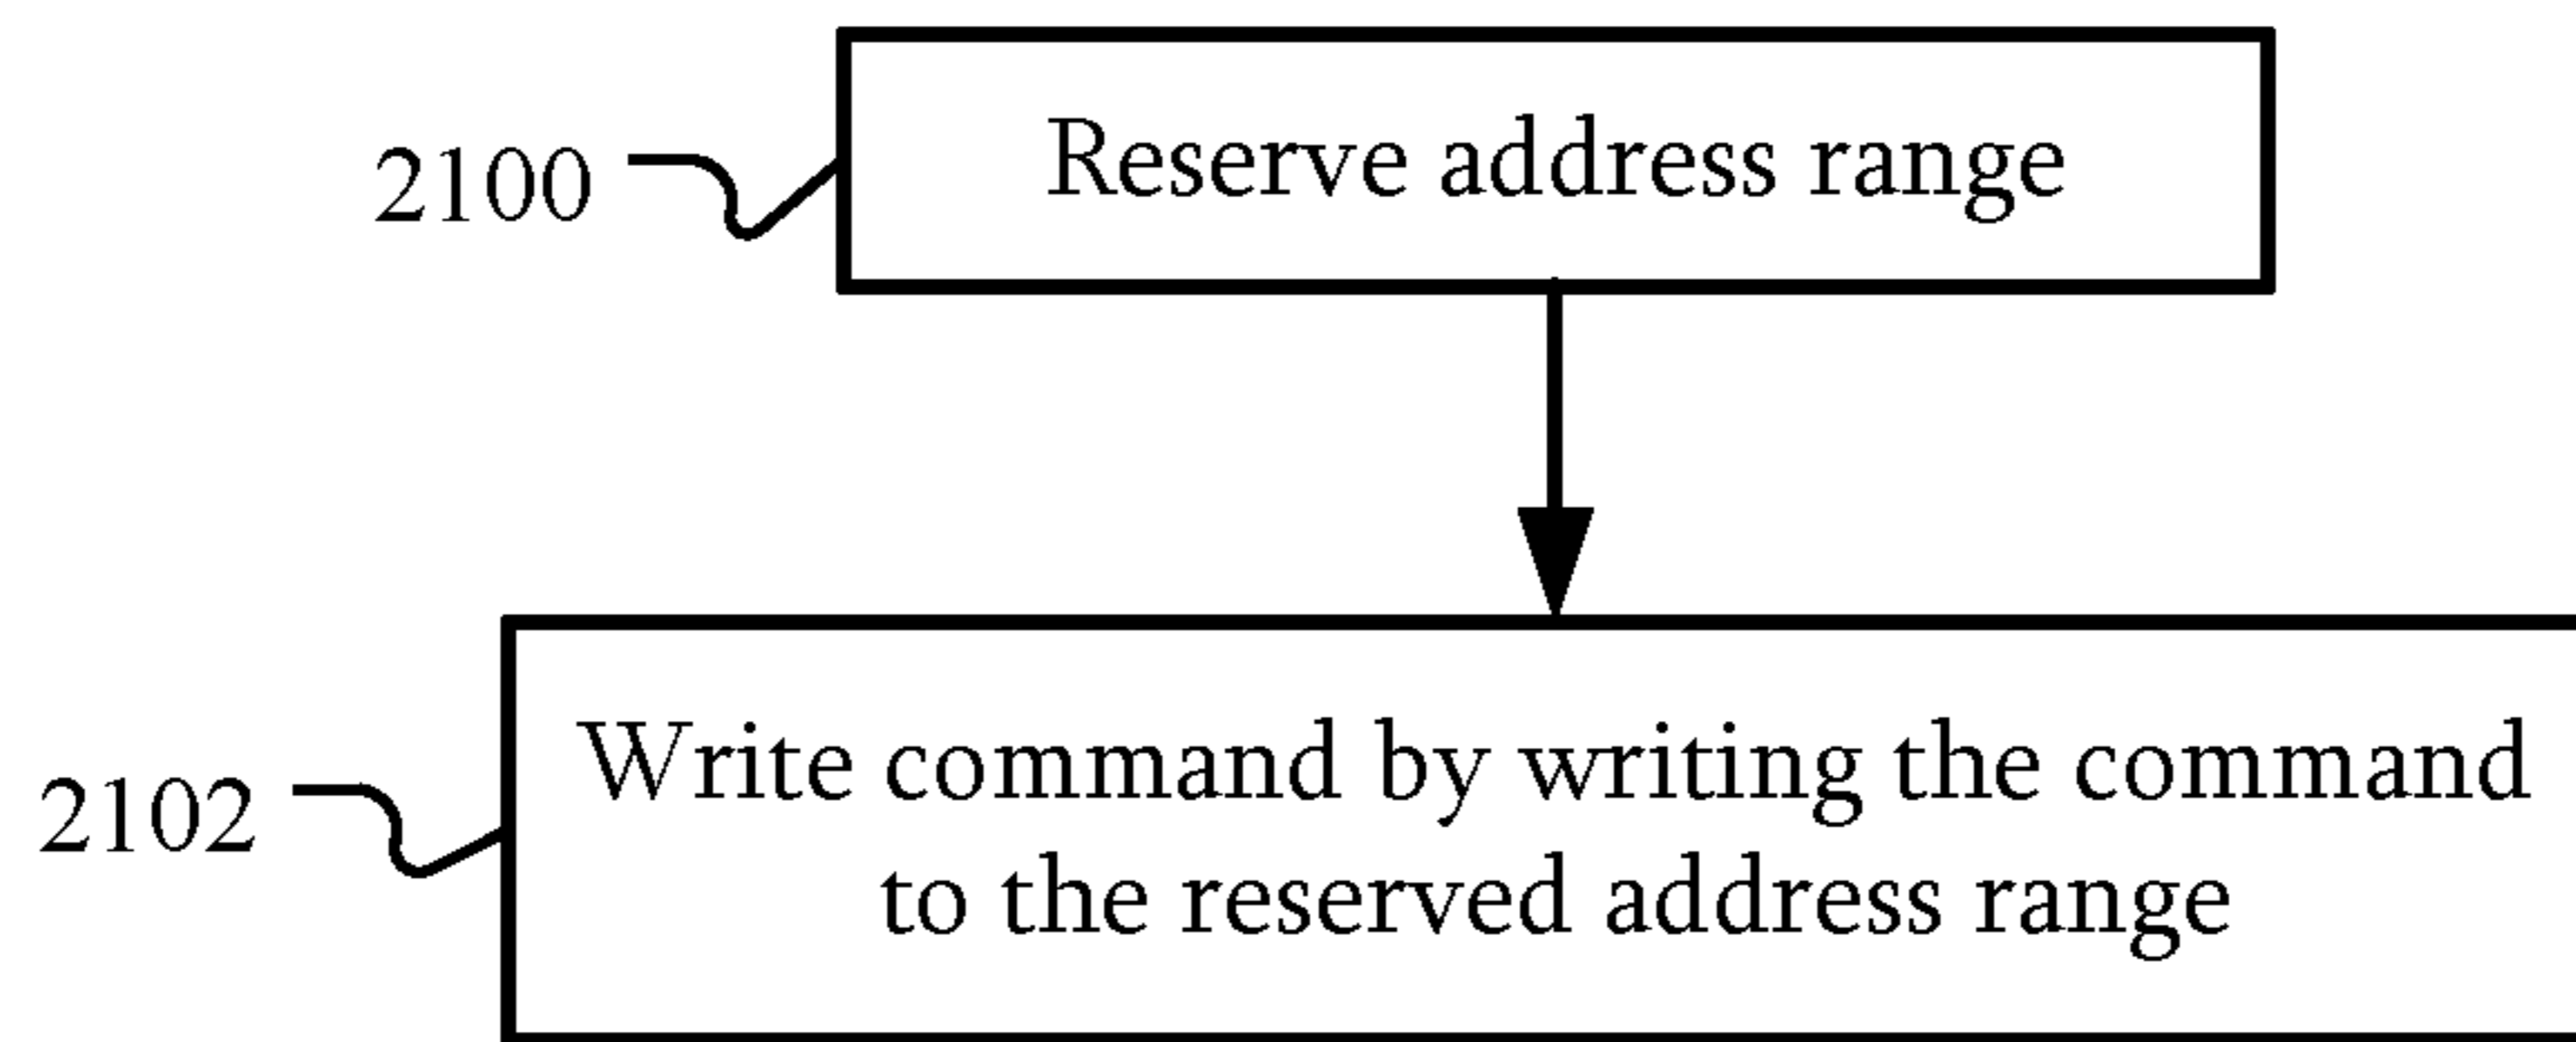 2100
Reserve address range
2102
Write command by writing the command
to the reserved address range